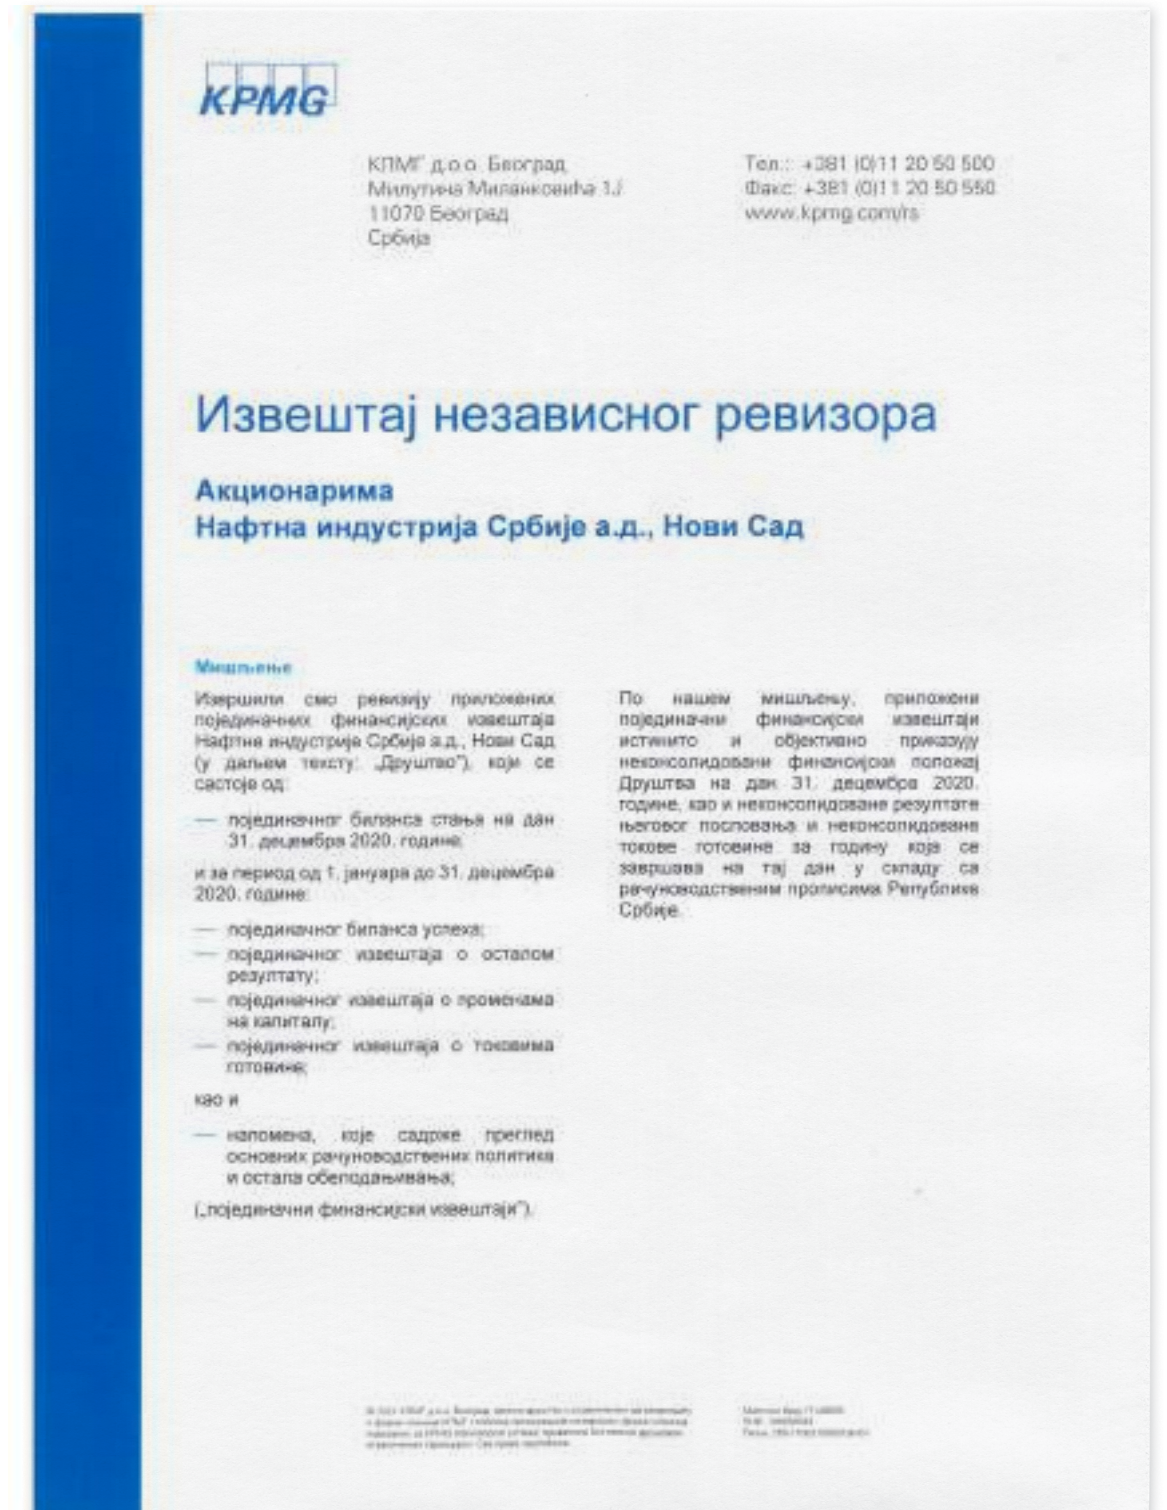 KPMG
КПМГ д.о.о. Београд
Милутина Миланковића 1J
11070 Београд
Србија
Тел.: +381 (0)11 20 50 500
Факс: +381 (0)11 20 50 550
www.kpmg.com/rs
Извештај независног ревизора
Акционарима
Нафтна индустрија Србије а.д., Нови Сад
Мишљење
Извршили смо ревизију приложених
појединачних финансијских извештаја
Нафтне индустрије Србије а.д., Нови Сад
(у даљем тексту: „Друштво”), који се
састоје од:
— појединачног биланса стања на дан
31. децембра 2020. године;
и за период од 1. јануара до 31. децембра
2020. године:
— појединачног биланса успеха;
— појединачног извештаја о осталом
резултату;
— појединачног извештаја о променама
на капиталу;
— појединачног извештаја о токовима
готовине;
као и
— напомена, које садрже преглед
основних рачуноводствених политика
и остала обелодањивања;
(„појединачни финансијски извештаји”).
По нашем мишљењу, приложени
појединачни финансијски извештаји
истинито и објективно приказују
неконсолидовани финансијски положај
Друштва на дан 31. децембра 2020.
године, као и неконсолидоване резултате
његовог пословања и неконсолидоване
токове готовине за годину која се
завршава на тај дан у складу са
рачуноводственим прописима Републике
Србије.